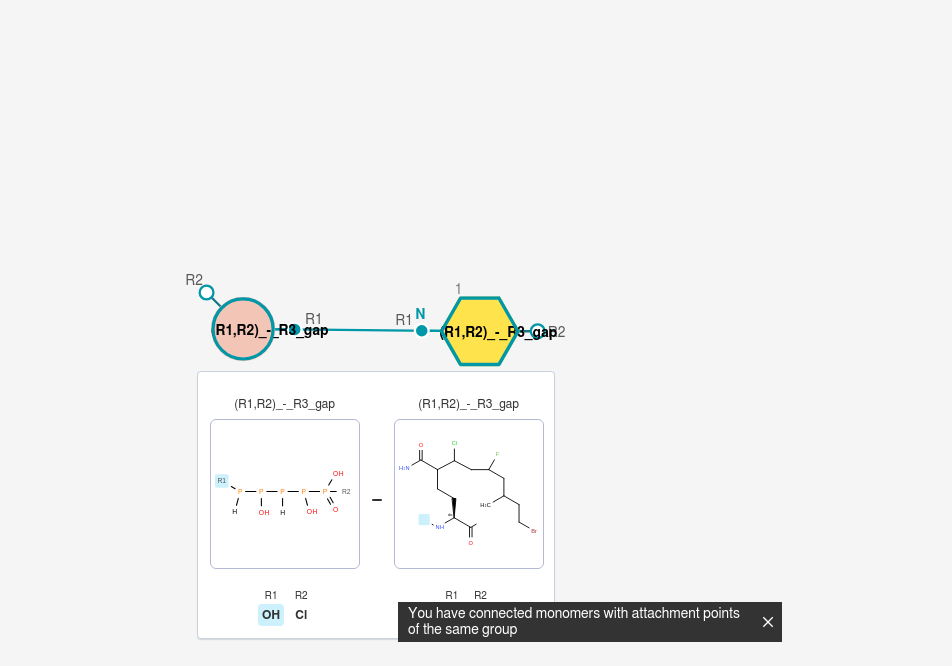 R2
1
R1
R1
N
(R1,R2)_-_R3_gap
(R1,R2)_-_R3_gap
R2
(R1,R2)_-_R3_gap
(R1,R2)_-_R3_gap
R1
P
P
P
P
P
OH
R2
H
OH
H
OH
O
–
O
H₂N
Cl
F
H₃C
Br
NH
O
R1 R2
OH Cl
R1 R2
You have connected monomers with attachment points
of the same group